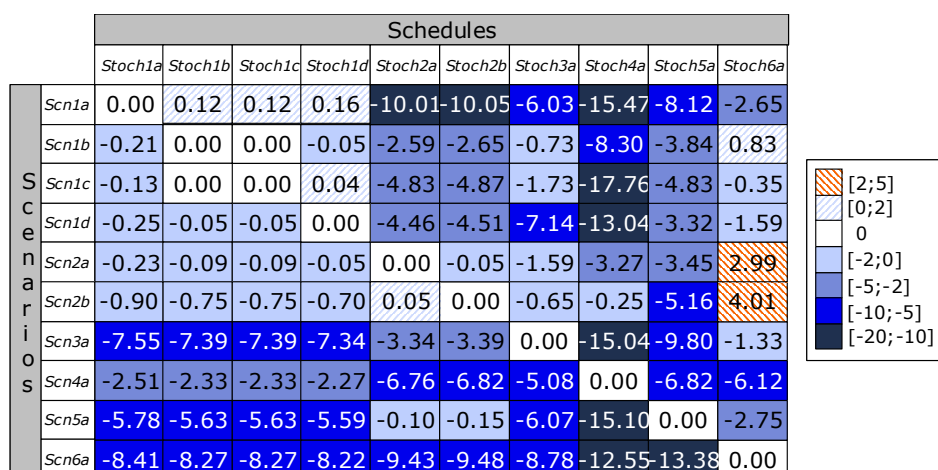 Schedules
Stoch1a Stoch1b Stoch1c Stoch1d Stoch2a Stoch2b Stoch3a Stoch4a Stoch5a Stoch6a
Scenarios
Scn1a 0.00 0.12 0.12 0.16 -10.01 -10.05 -6.03 -15.47 -8.12 -2.65
Scn1b -0.21 0.00 0.00 -0.05 -2.59 -2.65 -0.73 -8.30 -3.84 0.83
Scn1c -0.13 0.00 0.00 0.04 -4.83 -4.87 -1.73 -17.76 -4.83 -0.35
Scn1d -0.25 -0.05 -0.05 0.00 -4.46 -4.51 -7.14 -13.04 -3.32 -1.59
Scn2a -0.23 -0.09 -0.09 -0.05 0.00 -0.05 -1.59 -3.27 -3.45 2.99
Scn2b -0.90 -0.75 -0.75 -0.70 0.05 0.00 -0.65 -0.25 -5.16 4.01
Scn3a -7.55 -7.39 -7.39 -7.34 -3.34 -3.39 0.00 -15.04 -9.80 -1.33
Scn4a -2.51 -2.33 -2.33 -2.27 -6.76 -6.82 -5.08 0.00 -6.82 -6.12
Scn5a -5.78 -5.63 -5.63 -5.59 -0.10 -0.15 -6.07 -15.10 0.00 -2.75
Scn6a -8.41 -8.27 -8.27 -8.22 -9.43 -9.48 -8.78 -12.55 -13.38 0.00
[2;5]
[0;2]
0
[-2;0]
[-5;-2]
[-10;-5]
[-20;-10]